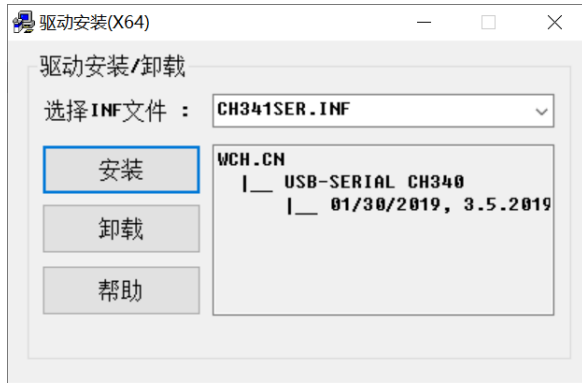 驱动安装(X64)
驱动安装/卸载
选择INF文件 : CH341SER.INF
安装
卸载
帮助
WCH.CN
|__ USB-SERIAL CH340
|__ 01/30/2019, 3.5.2019